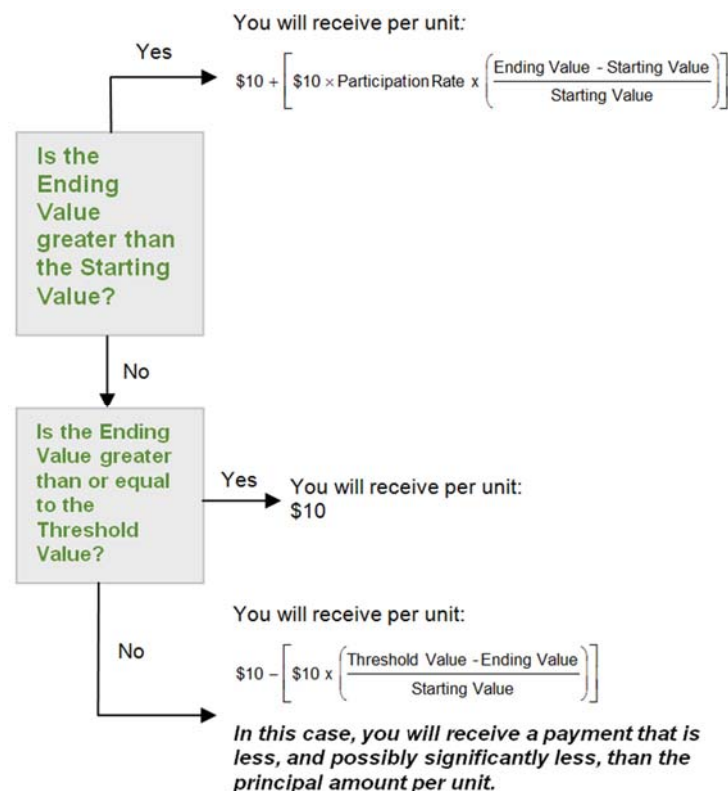 You will receive per unit:
Yes
$10 + [ $10 × Participation Rate x ( Ending Value - Starting Value
Starting Value ) ]
Is the
Ending
Value
greater than
the Starting
Value?
No
Is the Ending
Value greater
than or equal
to the
Threshold
Value?
Yes
You will receive per unit:
$10
You will receive per unit:
No
$10 – [ $10 x ( Threshold Value - Ending Value
Starting Value ) ]
In this case, you will receive a payment that is
less, and possibly significantly less, than the
principal amount per unit.